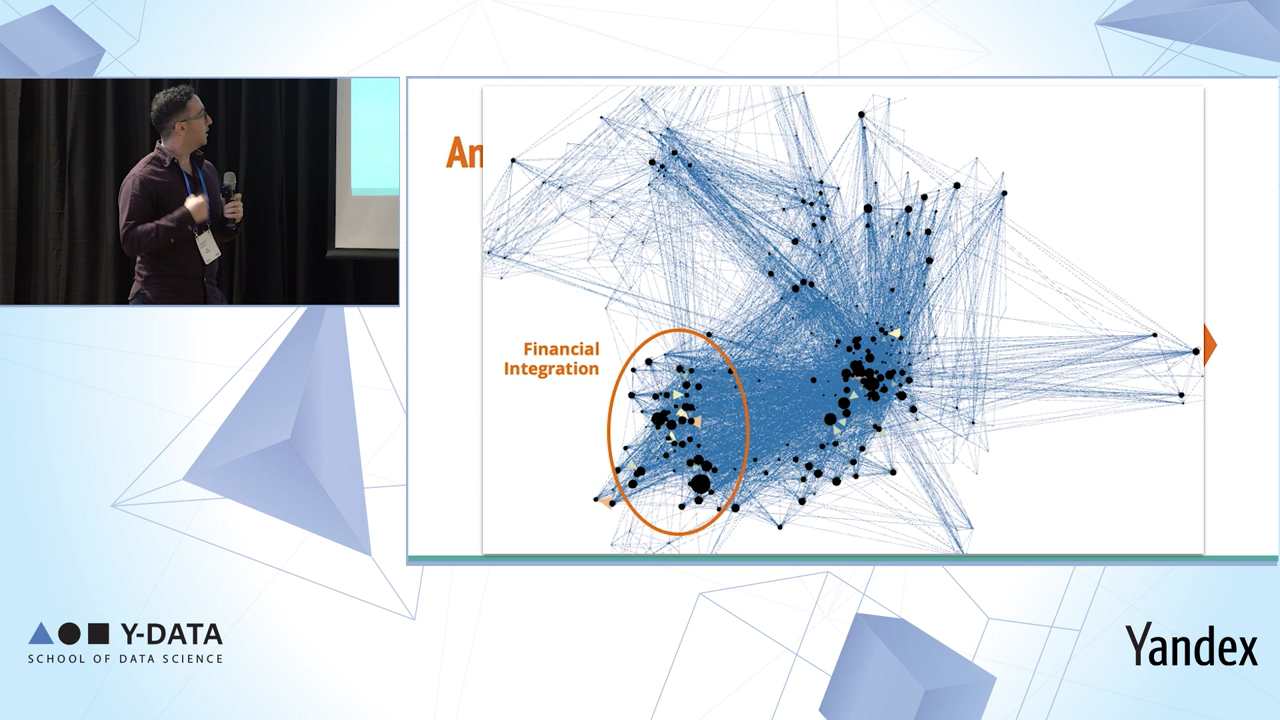 An
Financial
Integration
Y-DATA
SCHOOL OF DATA SCIENCE
Yandex